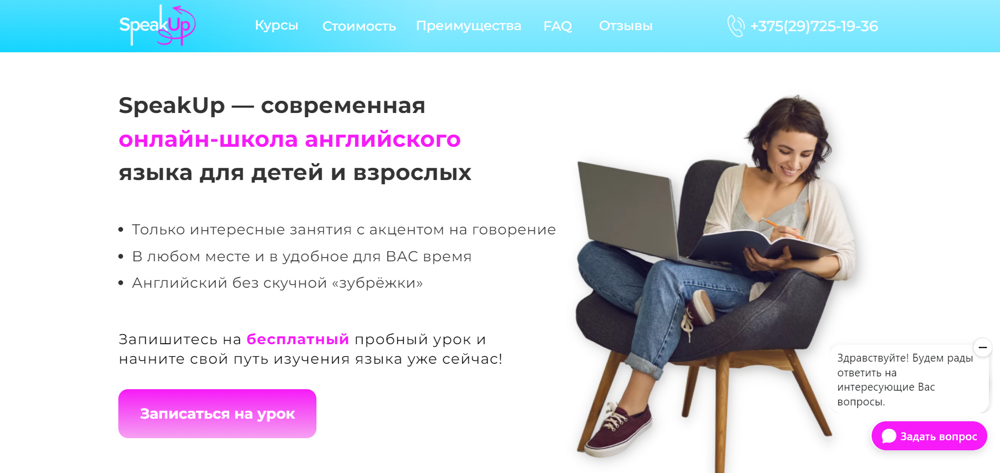 SpeakUp
Курсы
Стоимость
Преимущества
FAQ
Отзывы
+375(29)725-19-36
SpeakUp — современная
онлайн-школа английского
языка для детей и взрослых
Только интересные занятия с акцентом на говорение
В любом месте и в удобное для ВАС время
Английский без скучной «зубрёжки»
Запишитесь на бесплатный пробный урок и
начните свой путь изучения языка уже сейчас!
Записаться на урок
Здравствуйте! Будем рады
ответить на
интересующие Вас
вопросы.
Задать вопрос